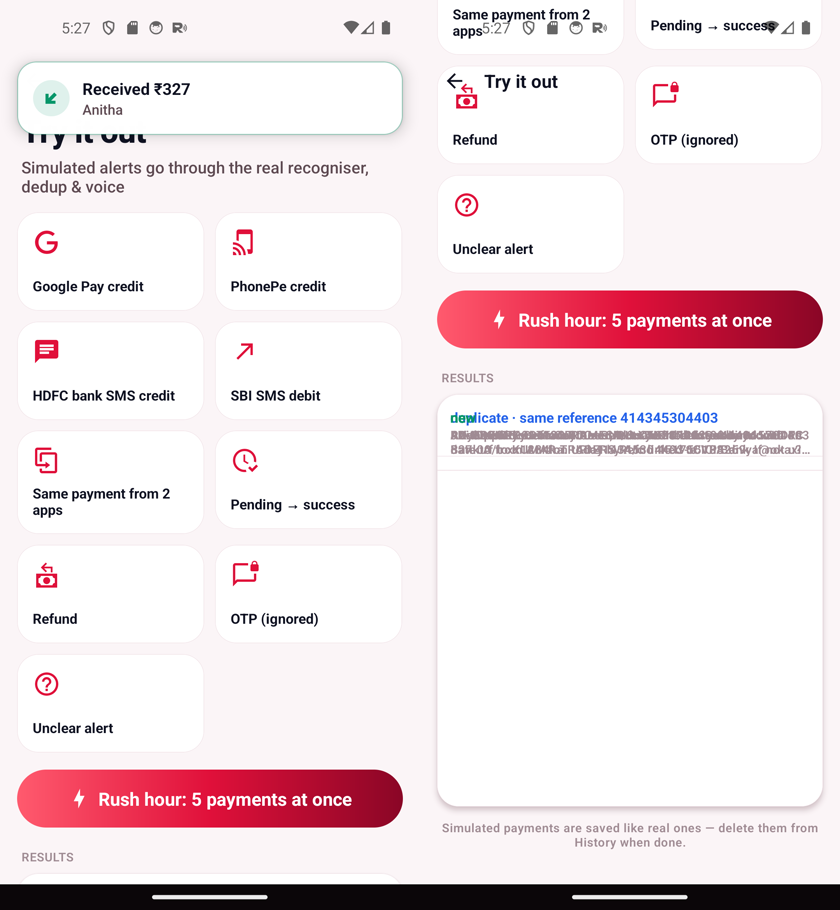 5:27
Received ₹327
Anitha
Try it out
Simulated alerts go through the real recogniser,
dedup & voice
Google Pay credit
PhonePe credit
HDFC bank SMS credit
SBI SMS debit
Same payment from 2
apps
Pending → success
Refund
OTP (ignored)
Unclear alert
Rush hour: 5 payments at once
RESULTS
Same payment from 2
apps
5:27
Pending → success
Try it out
Refund
OTP (ignored)
Unclear alert
Rush hour: 5 payments at once
RESULTS
duplicate · same reference 414345304403
Simulated payments are saved like real ones — delete them from
History when done.